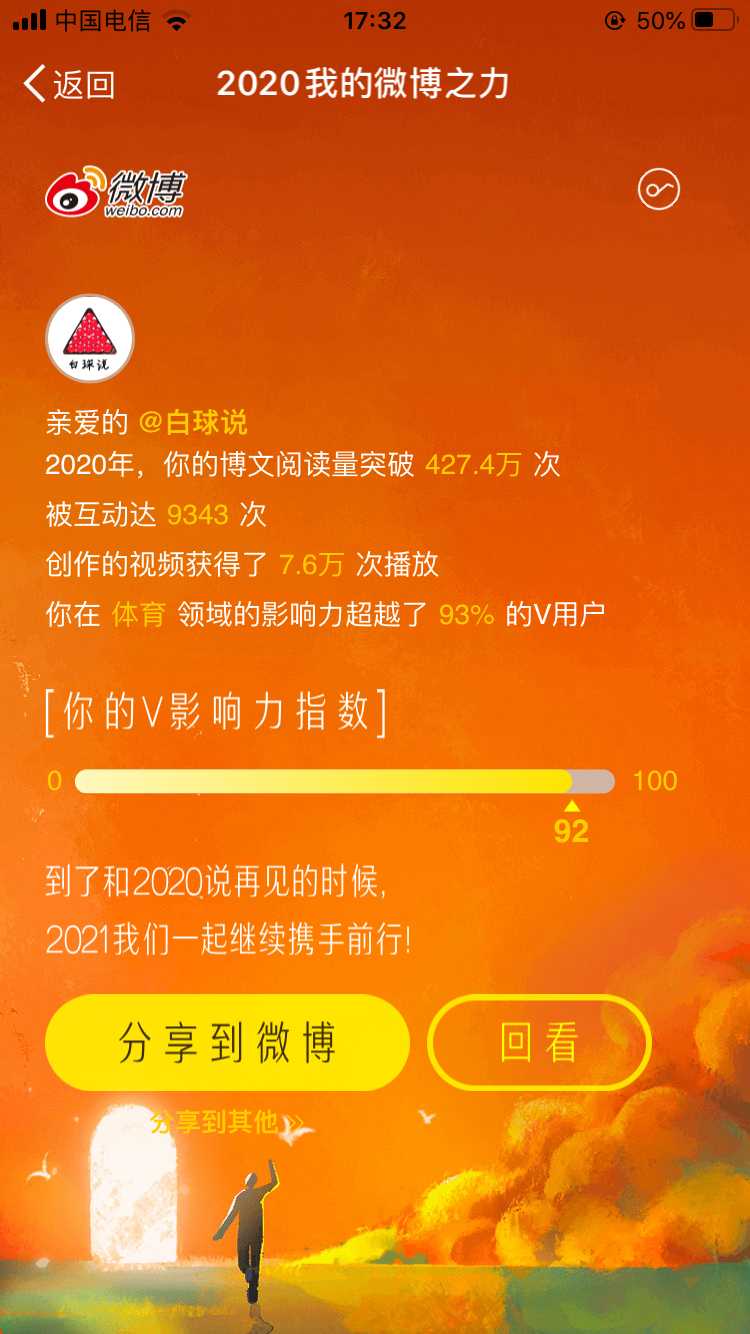 中国电信 17:32 50%
返回 2020我的微博之力
微博
weibo.com
白球说
亲爱的 @白球说
2020年，你的博文阅读量突破 427.4万 次
被互动达 9343 次
创作的视频获得了 7.6万 次播放
你在 体育 领域的影响力超越了 93% 的V用户
[你的V影响力指数]
0 100
92
到了和2020说再见的时候,
2021我们一起继续携手前行!
分享到微博 回看
分享到其他 »